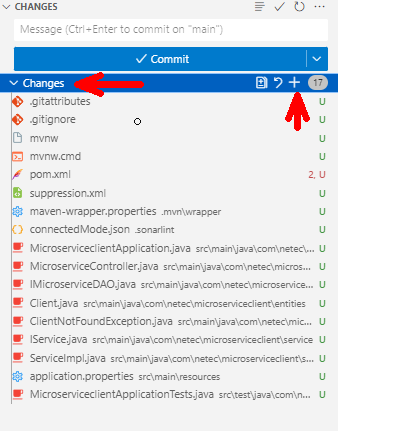 CHANGES
Message (Ctrl+Enter to commit on "main")
Commit
Changes 17
.gitattributes U
.gitignore U
mvnw U
mvnw.cmd U
pom.xml 2, U
suppression.xml U
maven-wrapper.properties .mvn\wrapper U
connectedMode.json .sonarlint U
MicroserviceclientApplication.java src\main\java\com\netec\... U
MicroserviceController.java src\main\java\com\netec\micros... U
IMicroserviceDAO.java src\main\java\com\netec\microservice... U
Client.java src\main\java\com\netec\microserviceclient\entities U
ClientNotFoundException.java src\main\java\com\netec\mic... U
IService.java src\main\java\com\netec\microserviceclient\service U
ServiceImpl.java src\main\java\com\netec\microserviceclient\s... U
application.properties src\main\resources U
MicroserviceclientApplicationTests.java src\test\java\com\n... U